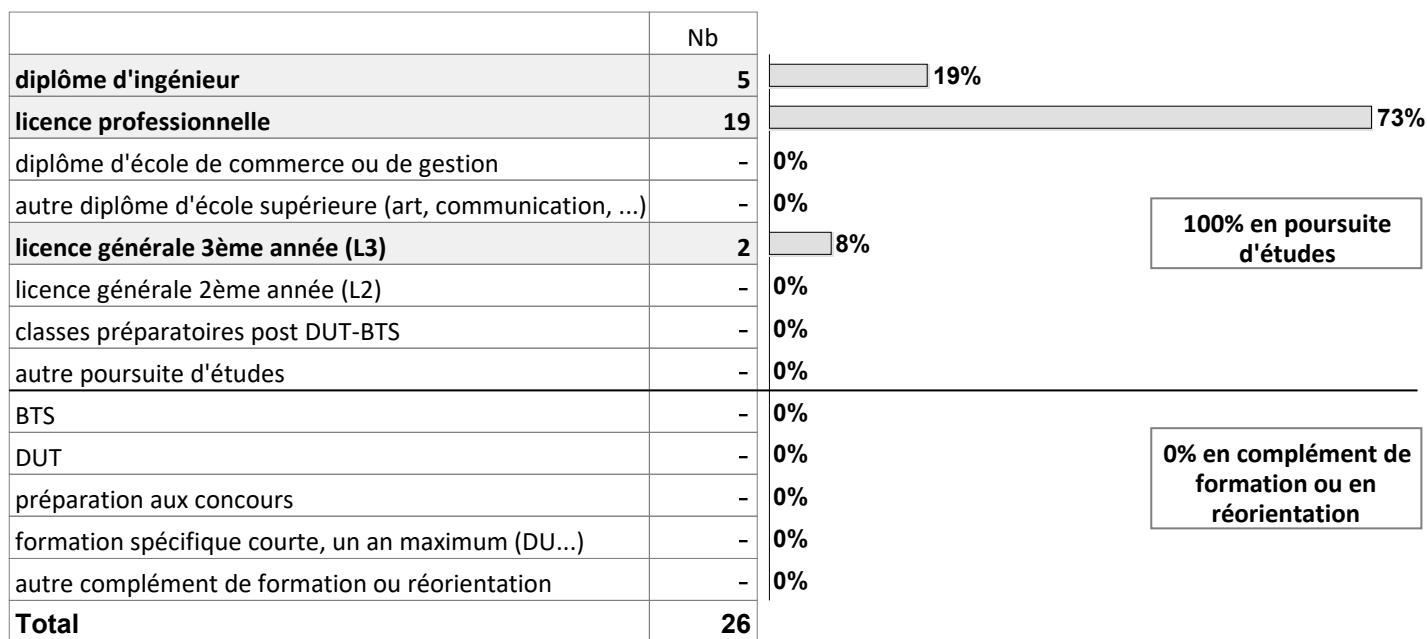 Nb
diplôme d'ingénieur 5 19%
licence professionnelle 19 73%
diplôme d'école de commerce ou de gestion - 0%
autre diplôme d'école supérieure (art, communication, ...) - 0%
licence générale 3ème année (L3) 2 8%
licence générale 2ème année (L2) - 0%
classes préparatoires post DUT-BTS - 0%
autre poursuite d'études - 0%
100% en poursuite
d'études
BTS - 0%
DUT - 0%
préparation aux concours - 0%
formation spécifique courte, un an maximum (DU...) - 0%
autre complément de formation ou réorientation - 0%
0% en complément de
formation ou en
réorientation
Total 26